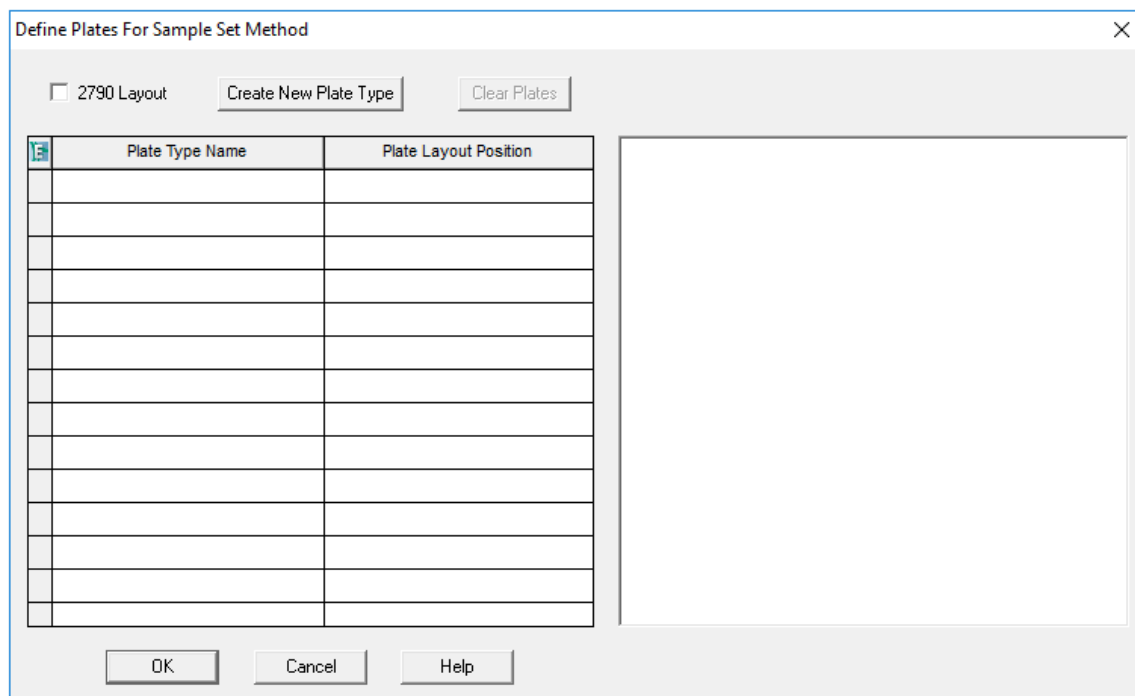 Define Plates For Sample Set Method
2790 Layout
Create New Plate Type
Clear Plates
Plate Type Name
Plate Layout Position
OK
Cancel
Help